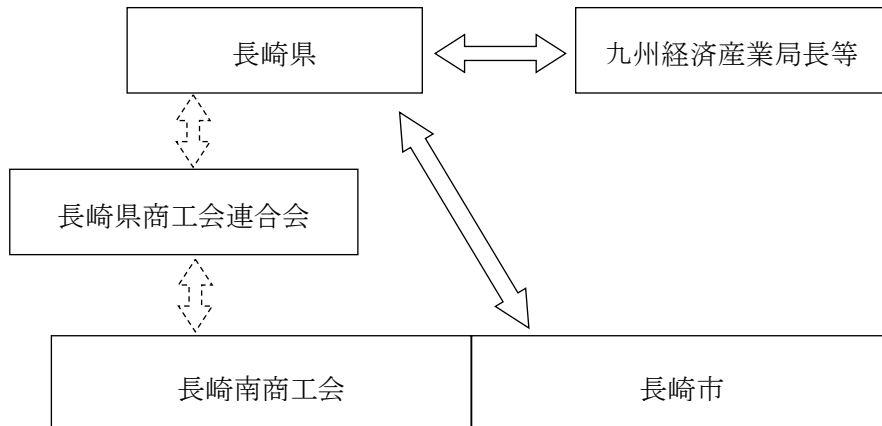 長崎県
九州経済産業局長等
長崎県商工会連合会
長崎南商工会
長崎市